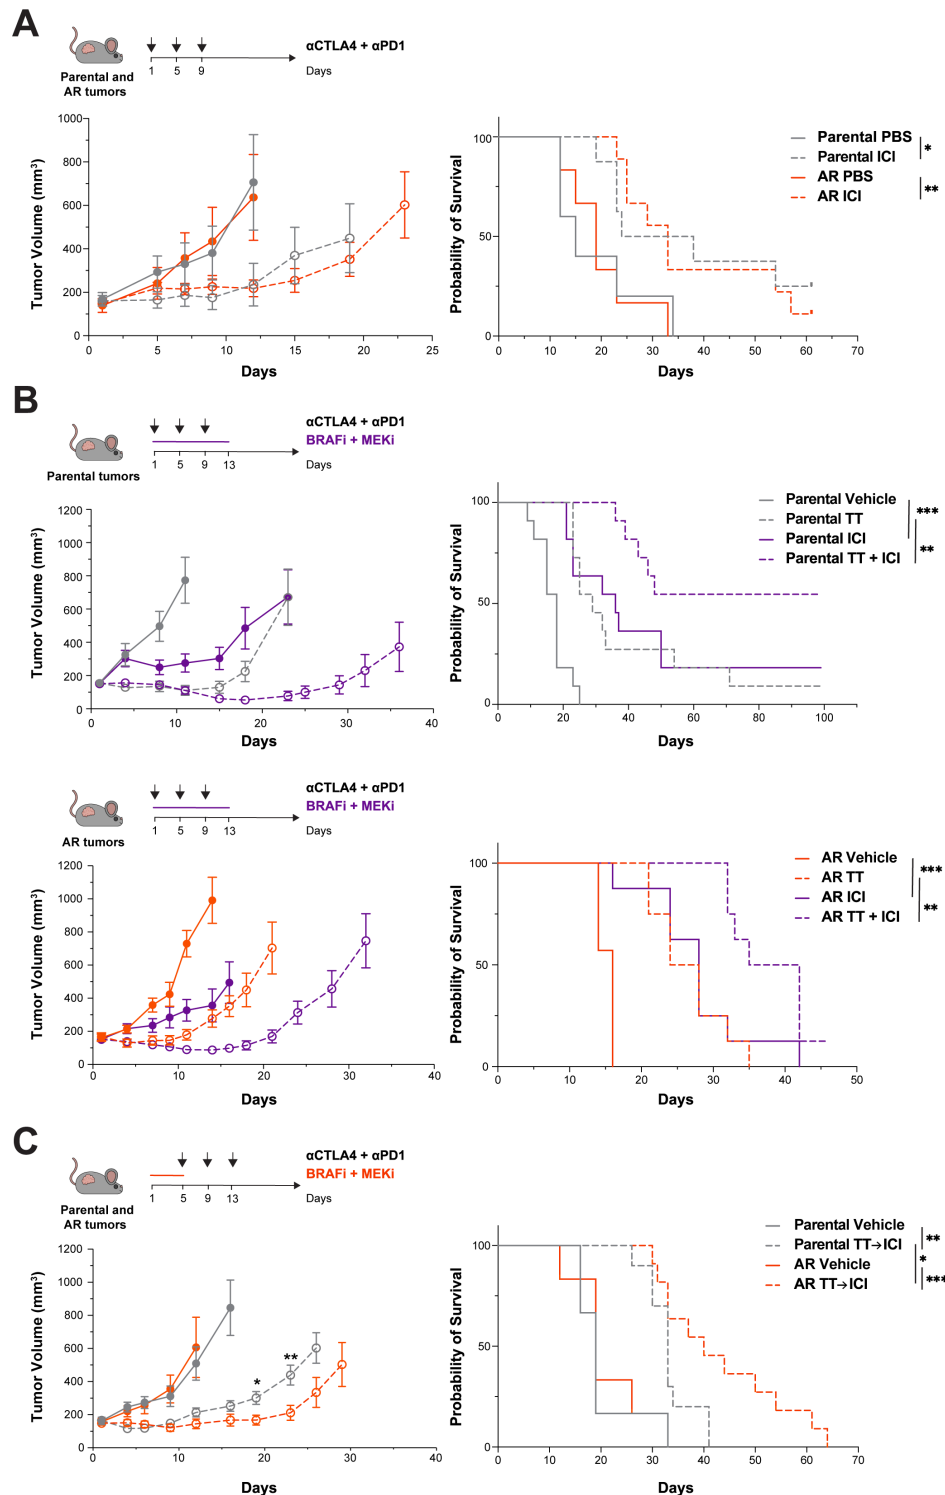 A
αCTLA4 + αPD1
1 5 9 Days
Parental and
AR tumors
Tumor Volume (mm³)
1000
800
600
400
200
0
0 5 10 15 20 25
Days
Probability of Survival
100
50
0
0 10 20 30 40 50 60 70
Days
Parental PBS
Parental ICI
*
AR PBS
AR ICI
**
B
αCTLA4 + αPD1
BRAFi + MEKi
1 5 9 13 Days
Parental tumors
Tumor Volume (mm³)
1200
1000
800
600
400
200
0
0 10 20 30 40
Days
Probability of Survival
100
50
0
0 20 40 60 80 100
Days
Parental Vehicle
Parental TT
Parental ICI
Parental TT + ICI
***
**
αCTLA4 + αPD1
BRAFi + MEKi
1 5 9 13 Days
AR tumors
Tumor Volume (mm³)
1200
1000
800
600
400
200
0
0 10 20 30 40
Days
Probability of Survival
100
50
0
0 10 20 30 40 50
Days
AR Vehicle
AR TT
AR ICI
AR TT + ICI
***
**
C
αCTLA4 + αPD1
BRAFi + MEKi
1 5 9 13 Days
Parental and
AR tumors
Tumor Volume (mm³)
1200
1000
800
600
400
200
0
* **
0 10 20 30 40
Days
Probability of Survival
100
50
0
0 20 40 60 80
Days
Parental Vehicle
Parental TT→ICI
AR Vehicle
AR TT→ICI
**
*
***